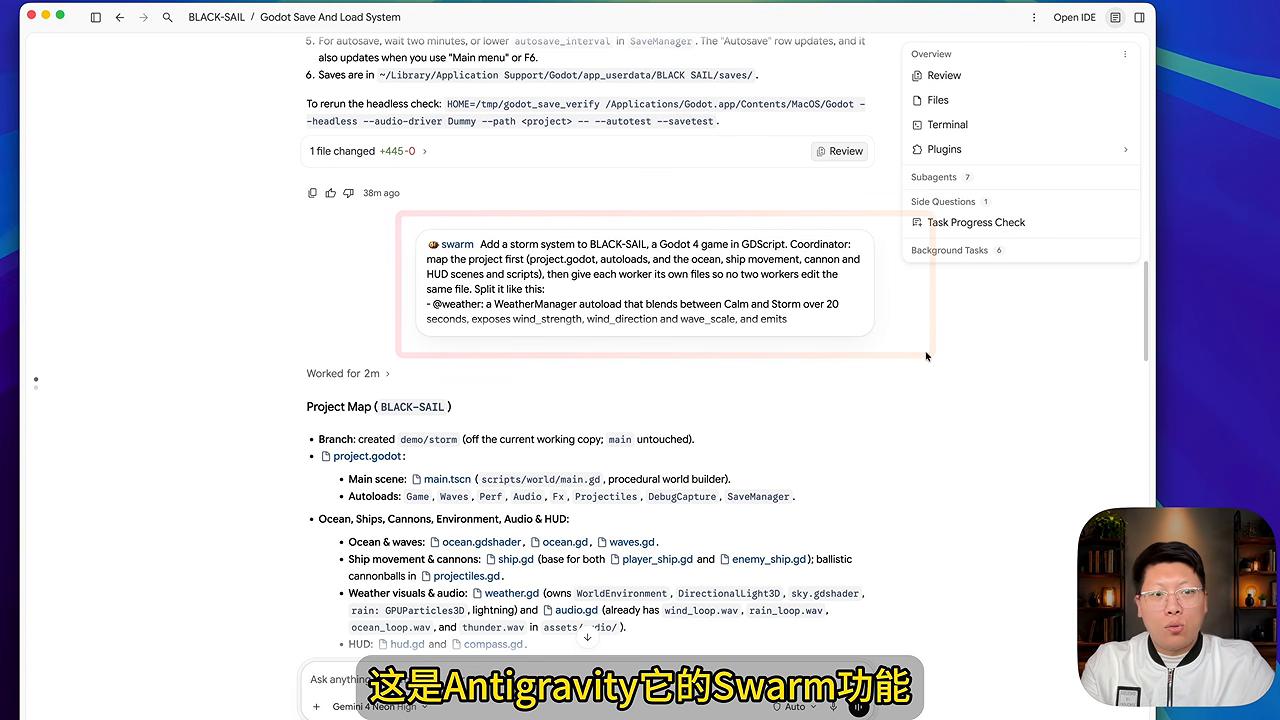 BLACK-SAIL / Godot Save And Load System
Open IDE
5. For autosave, wait two minutes, or lower autosave_interval in SaveManager. The "Autosave" row updates, and it
also updates when you use "Main menu" or F6.
6. Saves are in ~/Library/Application Support/Godot/app_userdata/BLACK SAIL/saves/.
To rerun the headless check: HOME=/tmp/godot_save_verify /Applications/Godot.app/Contents/MacOS/Godot -
-headless --audio-driver Dummy --path <project> -- --autotest --savetest.
1 file changed +445-0
Review
38m ago
Overview
Review
Files
Terminal
Plugins
Subagents 7
Side Questions 1
Task Progress Check
Background Tasks 6
swarm Add a storm system to BLACK-SAIL, a Godot 4 game in GDScript. Coordinator:
map the project first (project.godot, autoloads, and the ocean, ship movement, cannon and
HUD scenes and scripts), then give each worker its own files so no two workers edit the
same file. Split it like this:
- @weather: a WeatherManager autoload that blends between Calm and Storm over 20
seconds, exposes wind_strength, wind_direction and wave_scale, and emits
Worked for 2m
Project Map ( BLACK-SAIL )
• Branch: created demo/storm (off the current working copy; main untouched).
• project.godot:
• Main scene: main.tscn ( scripts/world/main.gd, procedural world builder).
• Autoloads: Game, Waves, Perf, Audio, Fx, Projectiles, DebugCapture, SaveManager.
• Ocean, Ships, Cannons, Environment, Audio & HUD:
• Ocean & waves: ocean.gdshader, ocean.gd, waves.gd.
• Ship movement & cannons: ship.gd (base for both player_ship.gd and enemy_ship.gd); ballistic
cannonballs in projectiles.gd.
• Weather visuals & audio: weather.gd (owns WorldEnvironment, DirectionalLight3D, sky.gdshader,
rain: GPUParticles3D, lightning) and audio.gd (already has wind_loop.wav, rain_loop.wav,
ocean_loop.wav, and thunder.wav in
• HUD: hud.gd and compass.gd.
Ask anything
Gemini 4 Neon High
Auto
这是Antigravity它的Swarm功能